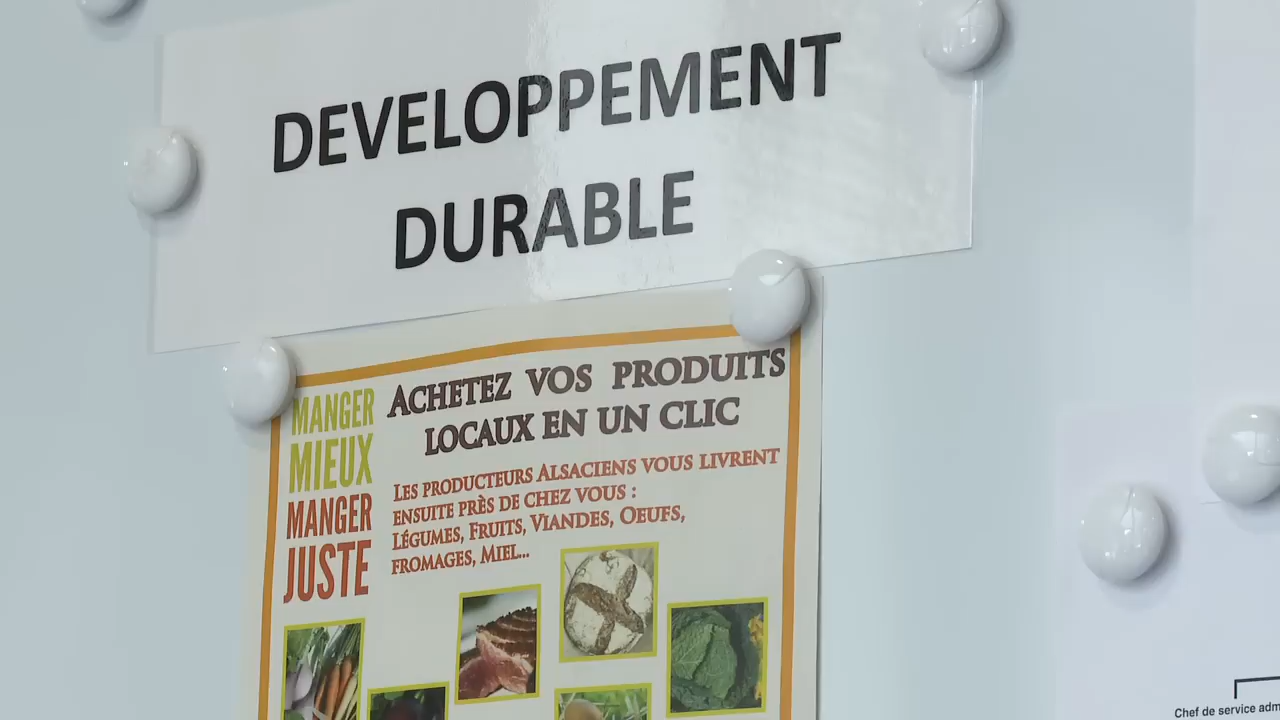 DEVELOPPEMENT
DURABLE
MANGER
MIEUX
MANGER
JUSTE
ACHETEZ VOS PRODUITS
LOCAUX EN UN CLIC
LES PRODUCTEURS ALSACIENS VOUS LIVRENT
ENSUITE PRÈS DE CHEZ VOUS :
LÉGUMES, FRUITS, VIANDES, OEUFS,
FROMAGES, MIEL...
Chef de service adm